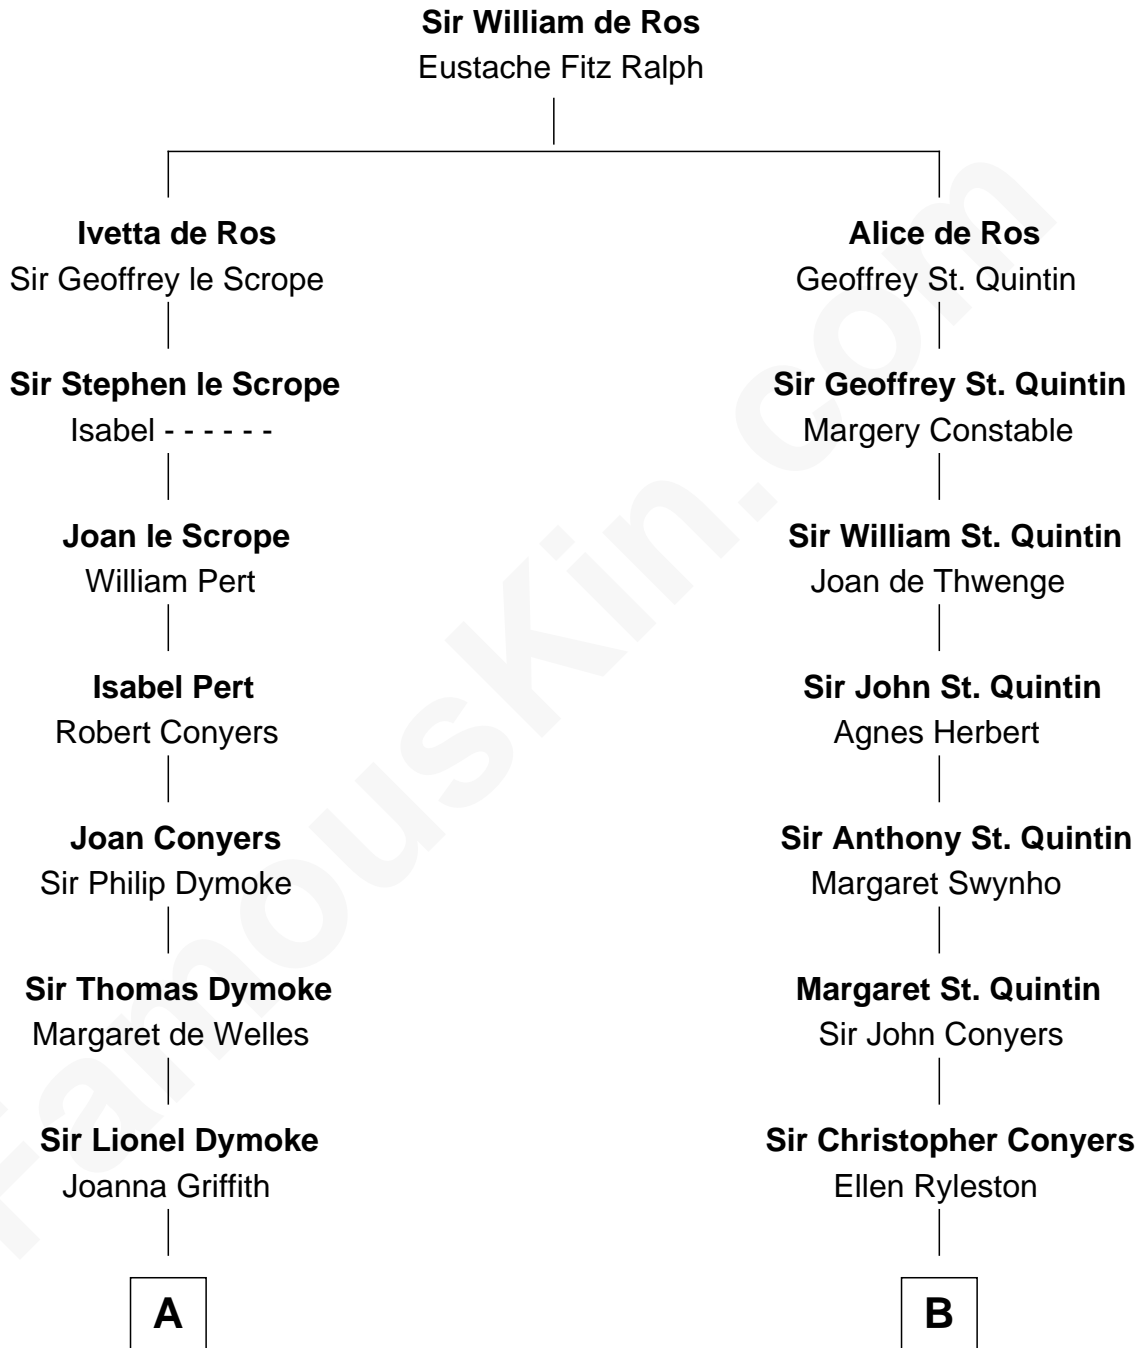 Sir William de Ros
Eustache Fitz Ralph
Ivetta de Ros
Sir Geoffrey le Scrope
Alice de Ros
Geoffrey St. Quintin
Sir Stephen le Scrope
Isabel - - - - - -
Sir Geoffrey St. Quintin
Margery Constable
Joan le Scrope
William Pert
Sir William St. Quintin
Joan de Thwenge
Isabel Pert
Robert Conyers
Sir John St. Quintin
Agnes Herbert
Joan Conyers
Sir Philip Dymoke
Sir Anthony St. Quintin
Margaret Swynho
Sir Thomas Dymoke
Margaret de Welles
Margaret St. Quintin
Sir John Conyers
Sir Lionel Dymoke
Joanna Griffith
Sir Christopher Conyers
Ellen Ryleston
A
B
FamousKin.com